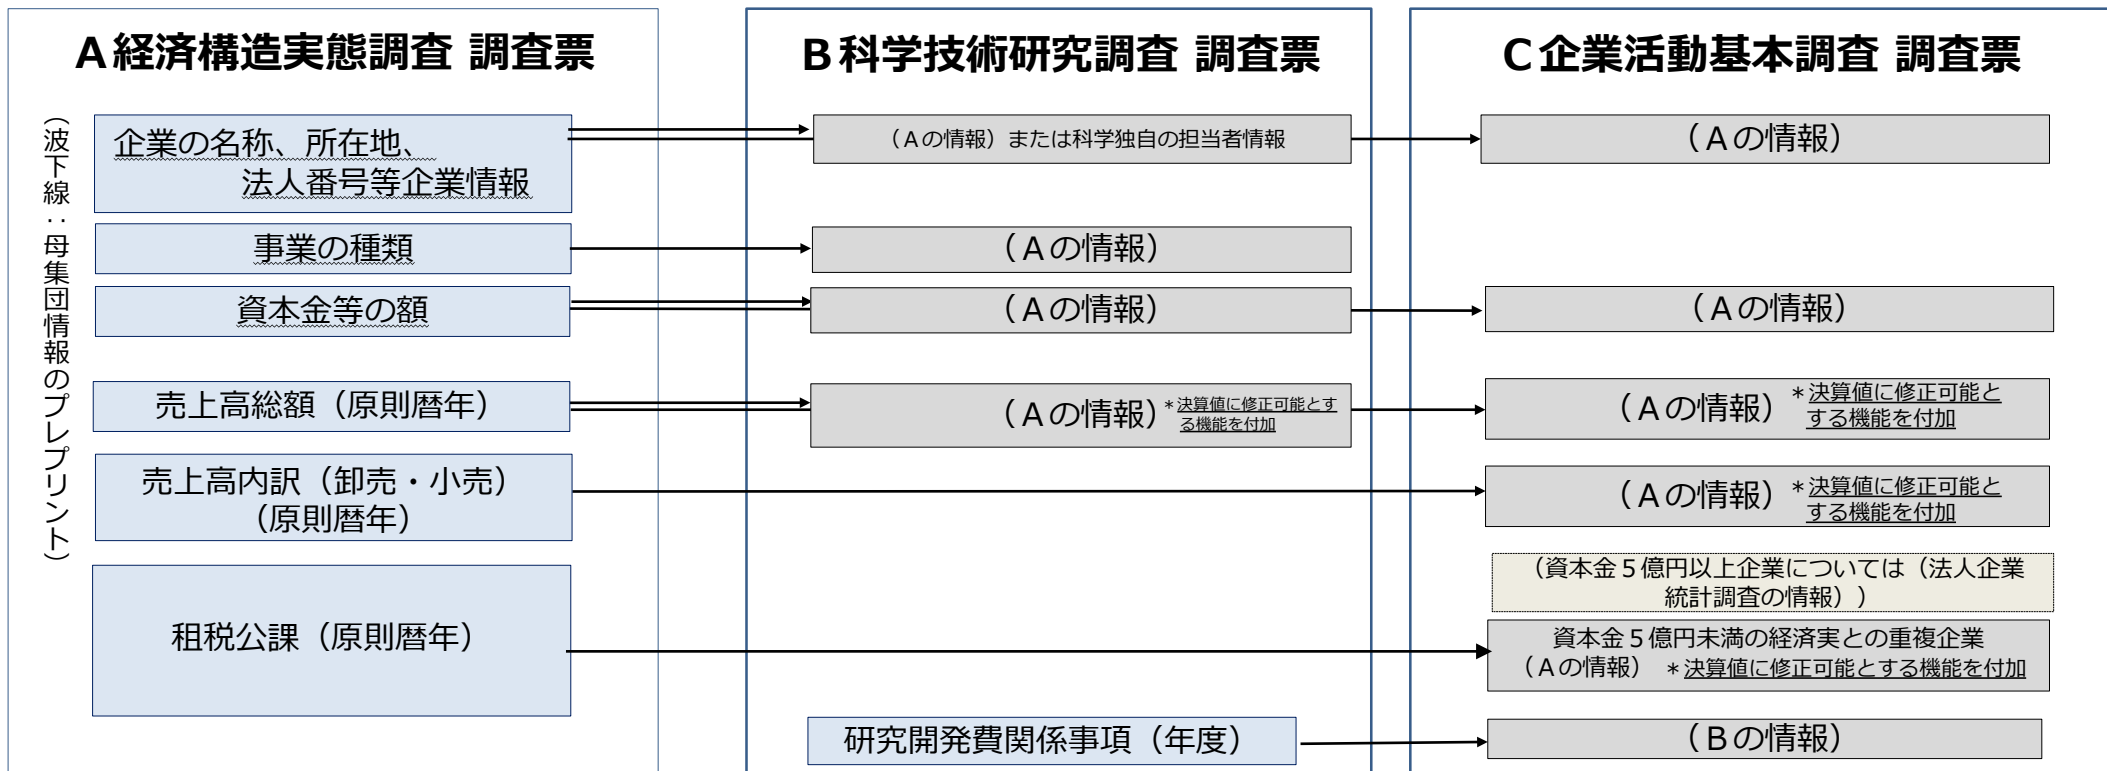 A経済構造実態調査 調査票
(波下線:母集団情報のプレプリント)
企業の名称、所在地、
法人番号等企業情報
事業の種類
資本金等の額
売上高総額（原則暦年）
売上高内訳（卸売・小売）
（原則暦年）
租税公課（原則暦年）
B科学技術研究調査 調査票
（Aの情報）または科学独自の担当者情報
（Aの情報）
（Aの情報）
（Aの情報）*決算値に修正可能とす
る機能を付加
研究開発費関係事項（年度）
C企業活動基本調査 調査票
（Aの情報）
（Aの情報）
（Aの情報）*決算値に修正可能と
する機能を付加
（Aの情報）*決算値に修正可能と
する機能を付加
（資本金５億円以上企業については（法人企業
統計調査の情報））
資本金５億円未満の経済実との重複企業
（Aの情報） *決算値に修正可能とする機能を付加
（Bの情報）